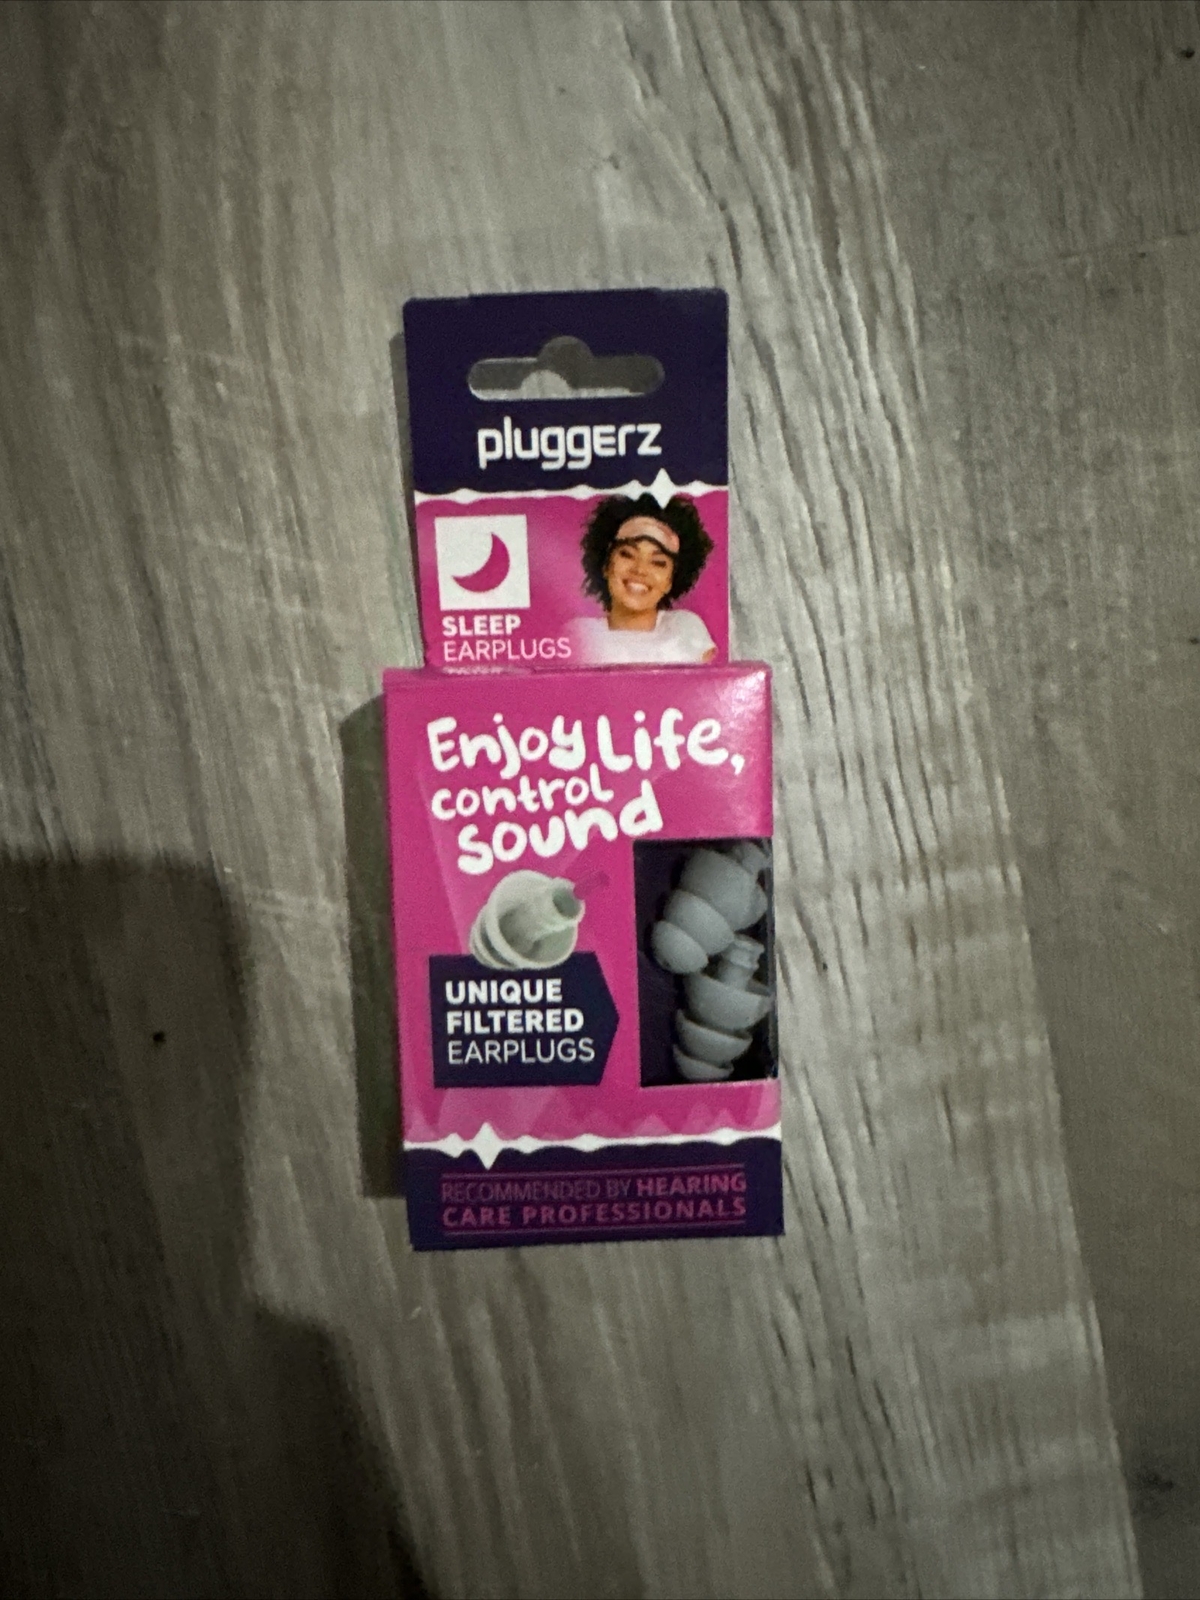 pluggerz
SLEEP
EARPLUGS
Enjoy Life,
control
sound
UNIQUE
FILTERED
EARPLUGS
RECOMMENDED BY HEARING
CARE PROFESSIONALS